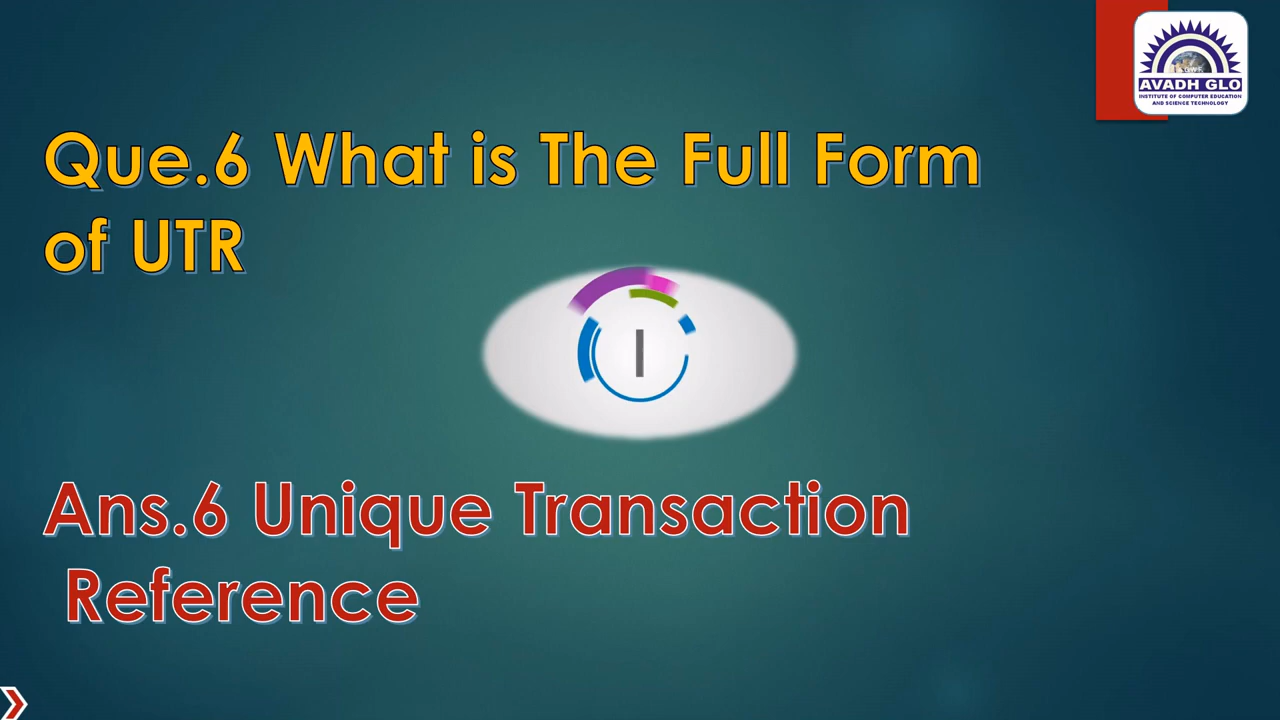 AVADH GLO
INSTITUTE OF COMPUTER EDUCATION
AND SCIENCE TECHNOLOGY
Que.6 What is The Full Form
of UTR
Ans.6 Unique Transaction
Reference